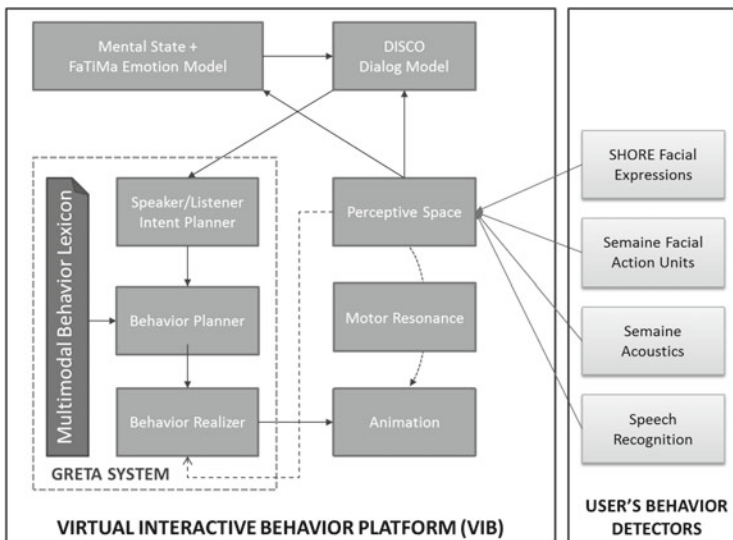 Mental State +
FaTiMa Emotion Model
DISCO
Dialog Model
Multimodal Behavior Lexicon
Speaker/Listener
Intent Planner
Perceptive Space
Behavior Planner
Motor Resonance
Behavior Realizer
Animation
GRETA SYSTEM
VIRTUAL INTERACTIVE BEHAVIOR PLATFORM (VIB)
SHORE Facial
Expressions
Semaine Facial
Action Units
Semaine
Acoustics
Speech
Recognition
USER'S BEHAVIOR
DETECTORS